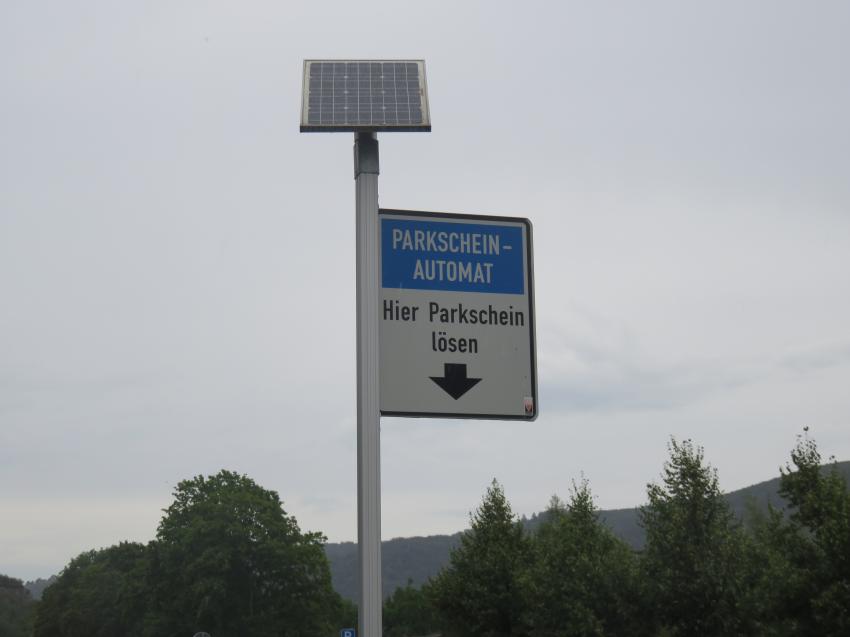 PARKSCHEIN-
AUTOMAT
Hier Parkschein
lösen
P